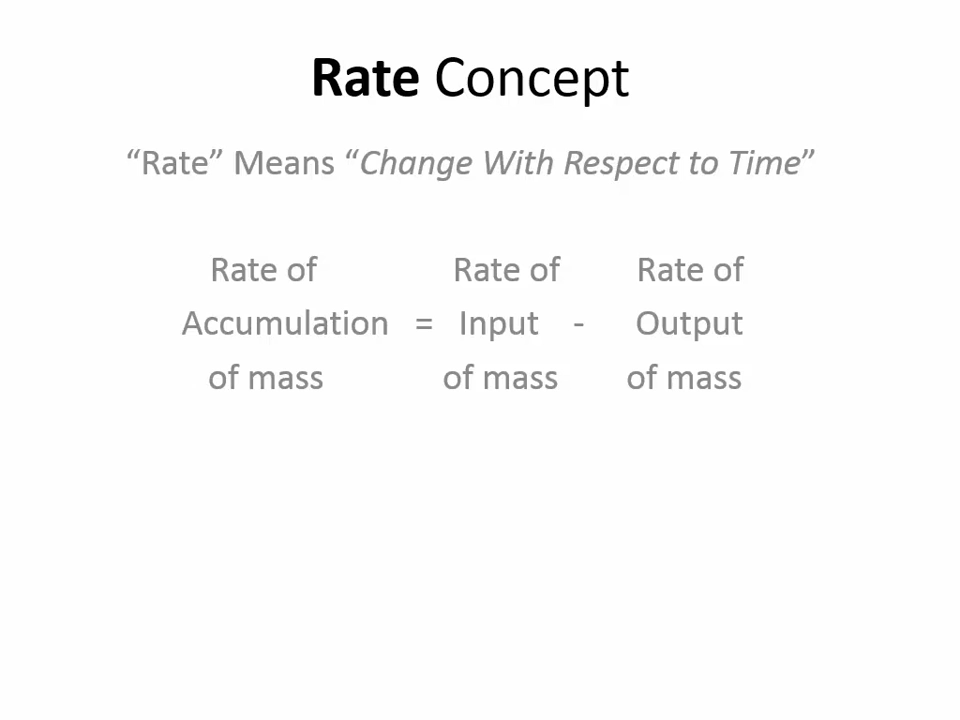 Rate Concept
“Rate” Means “Change With Respect to Time”
Rate of Rate of Rate of
Accumulation = Input - Output
of mass of mass of mass